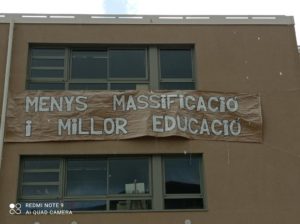 MENYS MASSIFICACIÓ
I MILLOR EDUCACIÓ
REDMI NOTE 9
AI QUAD CAMERA